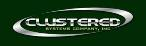 CLUSTERED
SYSTEMS COMPANY, INC